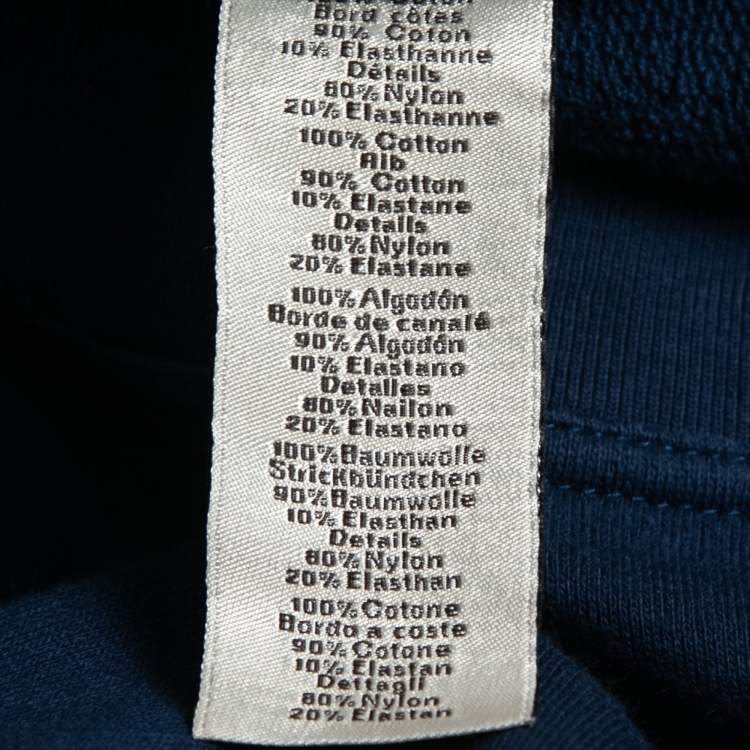 Bord côtes
90% Coton
10% Elasthanne
Détails
80% Nylon
20% Elasthanne
100% Cotton
Rib
90% Cotton
10% Elastane
Details
80% Nylon
20% Elastane
100% Algodón
Borde de canalé
90% Algodón
10% Elastano
Detalles
80% Nailon
20% Elastano
100% Baumwolle
Strickbündchen
90% Baumwolle
10% Elasthan
Details
80% Nylon
20% Elasthan
100% Cotone
Bordo a coste
90% Cotone
10% Elastan
Dettagli
80% Nylon
20% Elastan